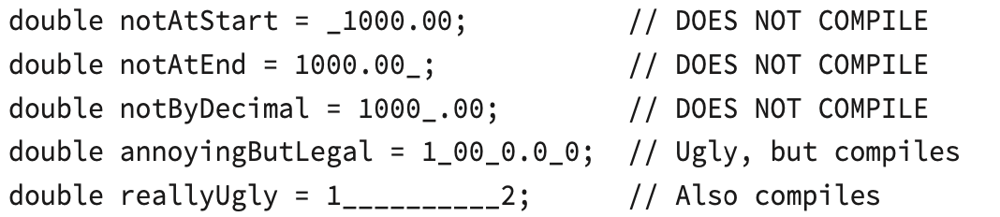 double notAtStart = _1000.00;          // DOES NOT COMPILE
double notAtEnd = 1000.00_;            // DOES NOT COMPILE
double notByDecimal = 1000_.00;        // DOES NOT COMPILE
double annoyingButLegal = 1_00_0.0_0;  // Ugly, but compiles
double reallyUgly = 1__________2;      // Also compiles